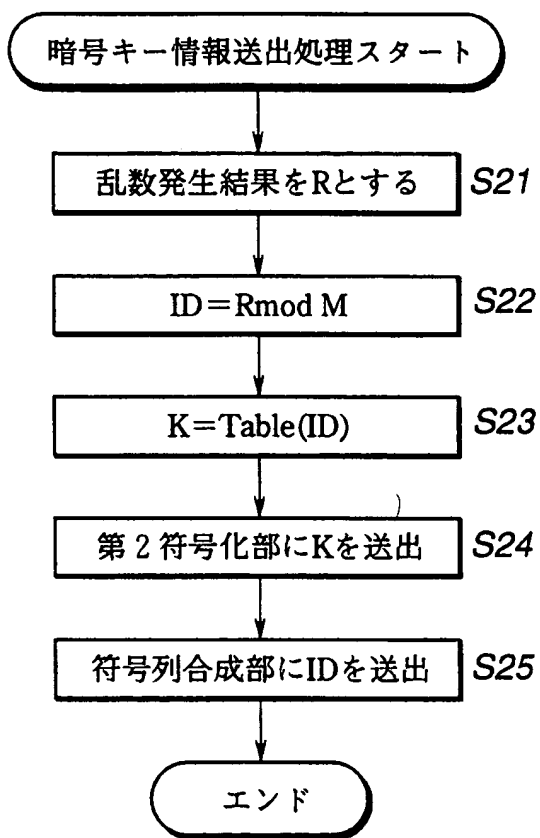 暗号キー情報送出処理スタート
乱数発生結果をRとする S21
ID=Rmod M S22
K=Table(ID) S23
第2符号化部にKを送出 S24
符号列合成部にIDを送出 S25
エンド